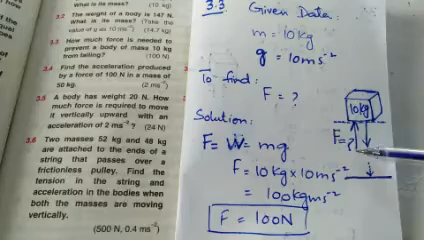 What is its mass? (10 kg)
3.2 The weight of a body is 147 N.
What is its mass? (Take the
value of g as 10 ms⁻²) (14.7 kg)
3.3 How much force is needed to
prevent a body of mass 10 kg
from falling? (100 N)
3.4 Find the acceleration produced
by a force of 100 N in a mass of
50 kg. (2 ms⁻²)
3.5 A body has weight 20 N. How
much force is required to move
it vertically upward with an
acceleration of 2 ms⁻²? (24 N)
3.6 Two masses 52 kg and 48 kg
are attached to the ends of a
string that passes over a
frictionless pulley. Find the
tension in the string and
acceleration in the bodies when
both the masses are moving
vertically.
(500 N, 0.4 ms⁻²)
3.3 Given Data:
m = 10kg
g = 10ms⁻²
To find:
F = ?
Solution:
F = W = mg
F = 10kg × 10ms⁻²
= 100kgms⁻²
F = 100N
10kg
F=?